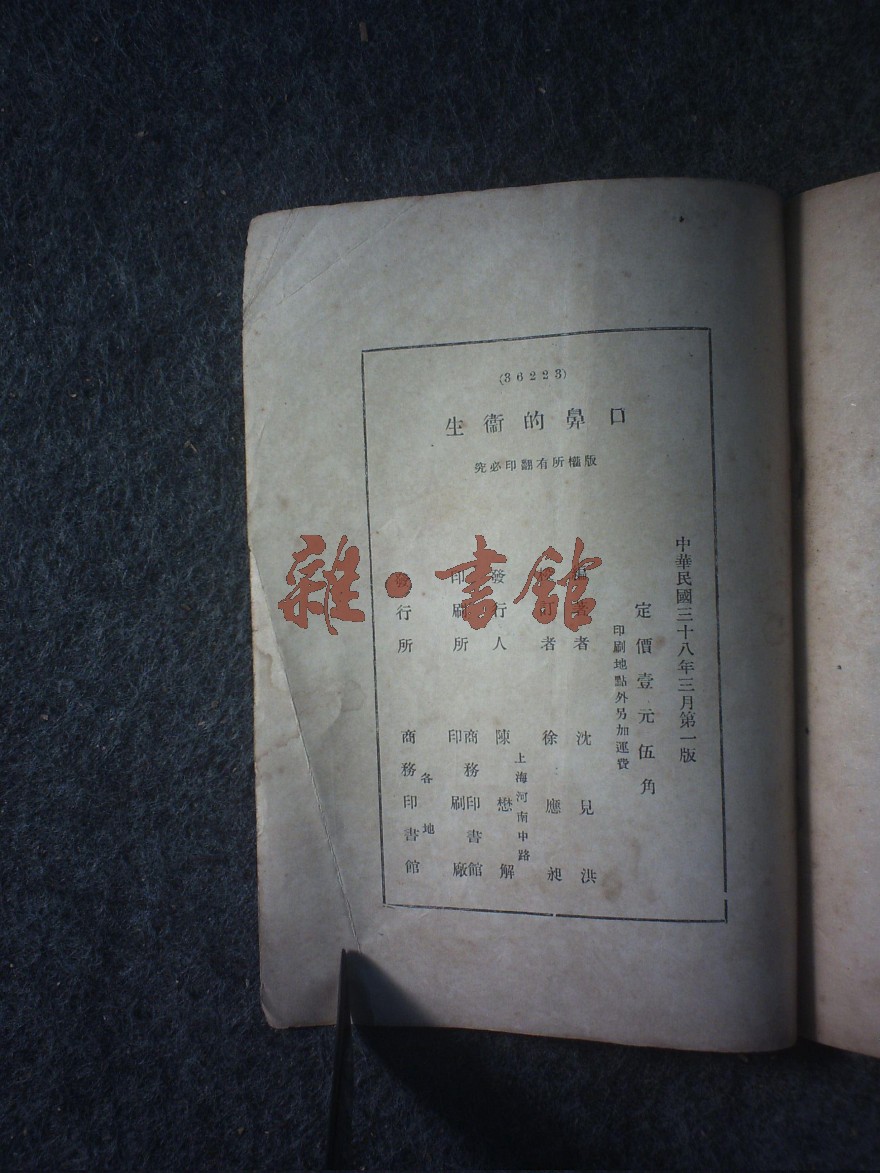 (36223)
口鼻的衞生
版權所有翻印必究
中華民國三十八年三月第一版
定價壹元伍角
印刷地點外另加運費
編著者 沈見洪
訂者 徐應昶
上海河南中路
發行人 陳懋解
印刷所 商務印書館印刷廠
各地
發行所 商務印書館
雜·書館